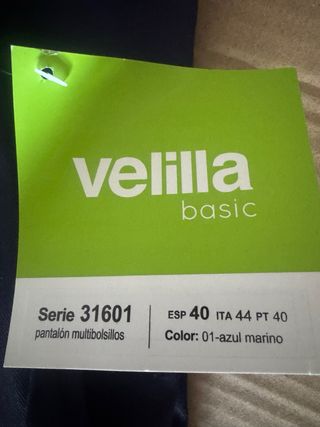 velilla
basic
Serie 31601
pantalón multibolsillos
ESP 40 ITA 44 PT 40
Color: 01-azul marino